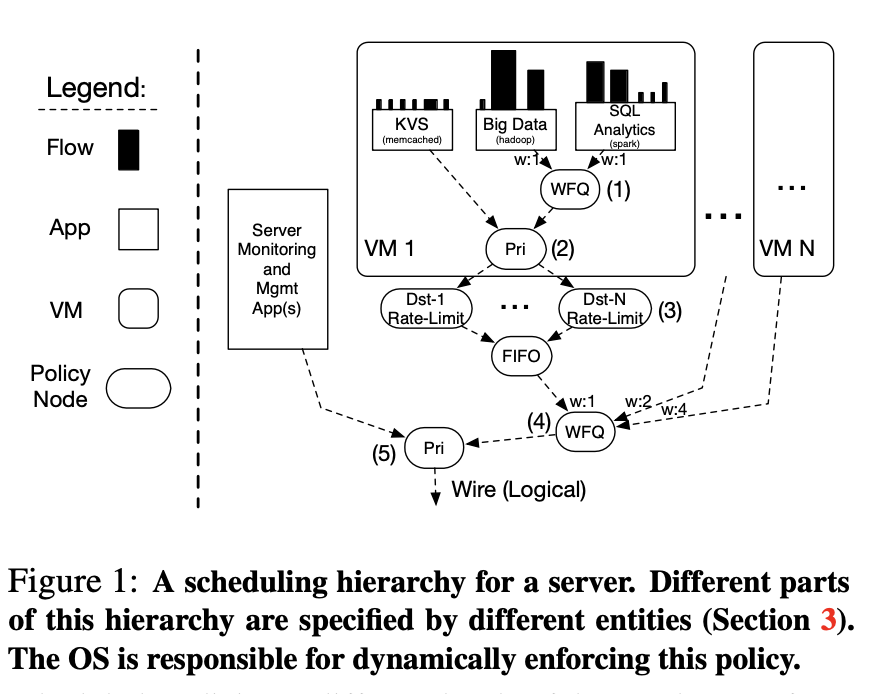 Legend:
Flow
App
VM
Policy
Node
Server
Monitoring
and
Mgmt
App(s)
KVS
(memcached)
Big Data
(hadoop)
SQL
Analytics
(spark)
w:1
w:1
WFQ
(1)
Pri
(2)
VM 1
...
...
VM N
Dst-1
Rate-Limit
...
Dst-N
Rate-Limit
(3)
FIFO
w:1
w:2
w:4
(4)
WFQ
(5)
Pri
Wire (Logical)
Figure 1: A scheduling hierarchy for a server. Different parts
of this hierarchy are specified by different entities (Section 3).
The OS is responsible for dynamically enforcing this policy.